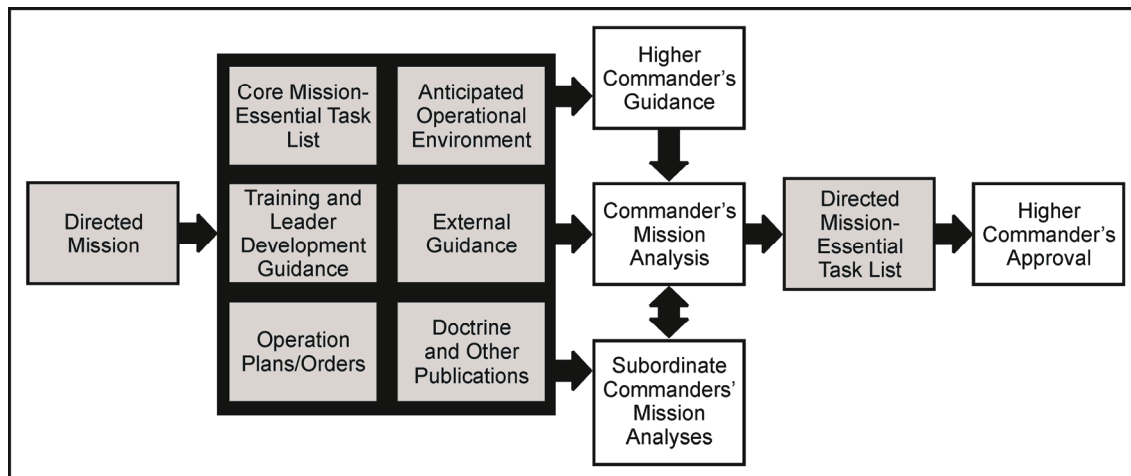 Directed
Mission
Core Mission-
Essential Task
List
Anticipated
Operational
Environment
Training and
Leader
Development
Guidance
External
Guidance
Operation
Plans/Orders
Doctrine
and Other
Publications
Higher
Commander's
Guidance
Commander's
Mission
Analysis
Subordinate
Commanders'
Mission
Analyses
Directed
Mission-
Essential
Task List
Higher
Commander's
Approval